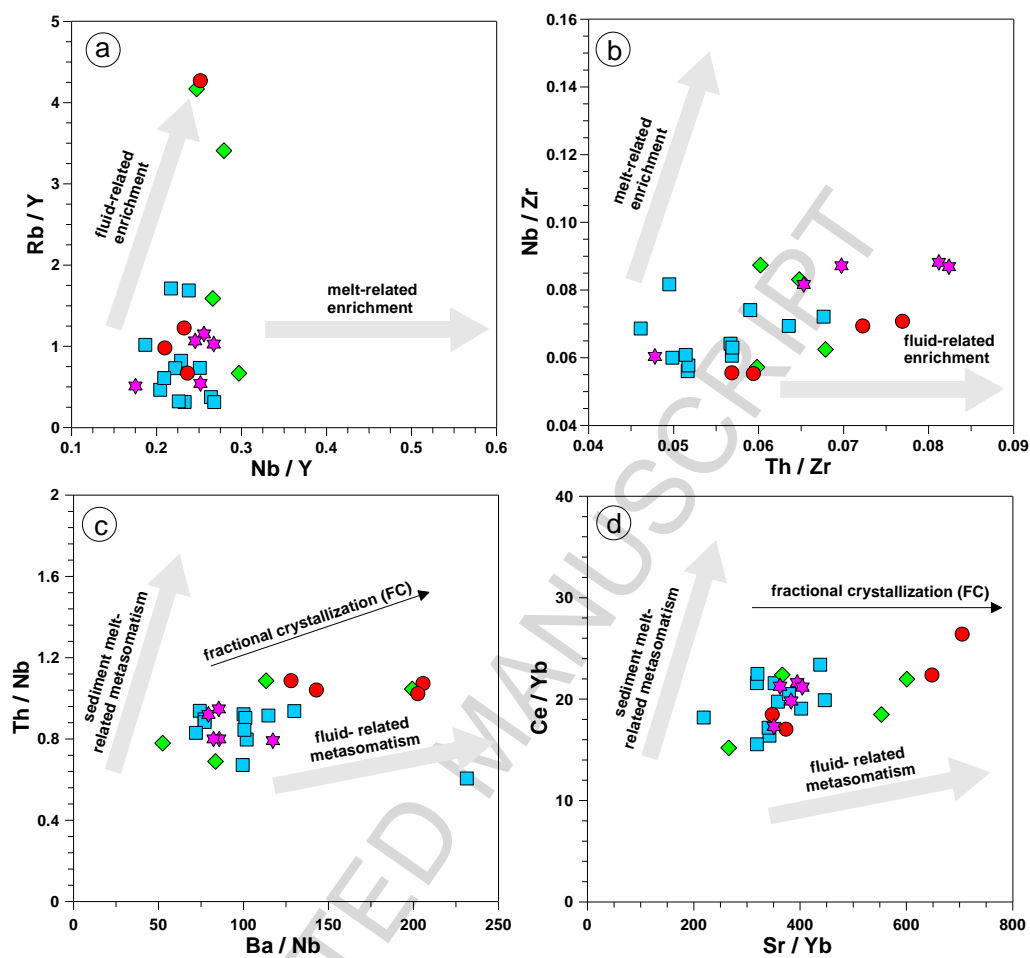 a
5
4
3
2
1
0
Rb / Y
0.1
0.2
0.3
0.4
0.5
0.6
Nb / Y
fluid-related
enrichment
melt-related
enrichment
b
0.16
0.14
0.12
0.10
0.08
0.06
0.04
Nb / Zr
0.04
0.05
0.06
0.07
0.08
0.09
Th / Zr
melt-related
enrichment
fluid-related
enrichment
c
2
1.6
1.2
0.8
0.4
0
Th / Nb
0
50
100
150
200
250
Ba / Nb
sediment melt-
related metasomatism
fractional crystallization (FC)
fluid- related
metasomatism
d
40
30
20
10
0
Ce / Yb
0
200
400
600
800
Sr / Yb
sediment melt-
related metasomatism
fractional crystallization (FC)
fluid- related
metasomatism
TED MANUSCRIPT